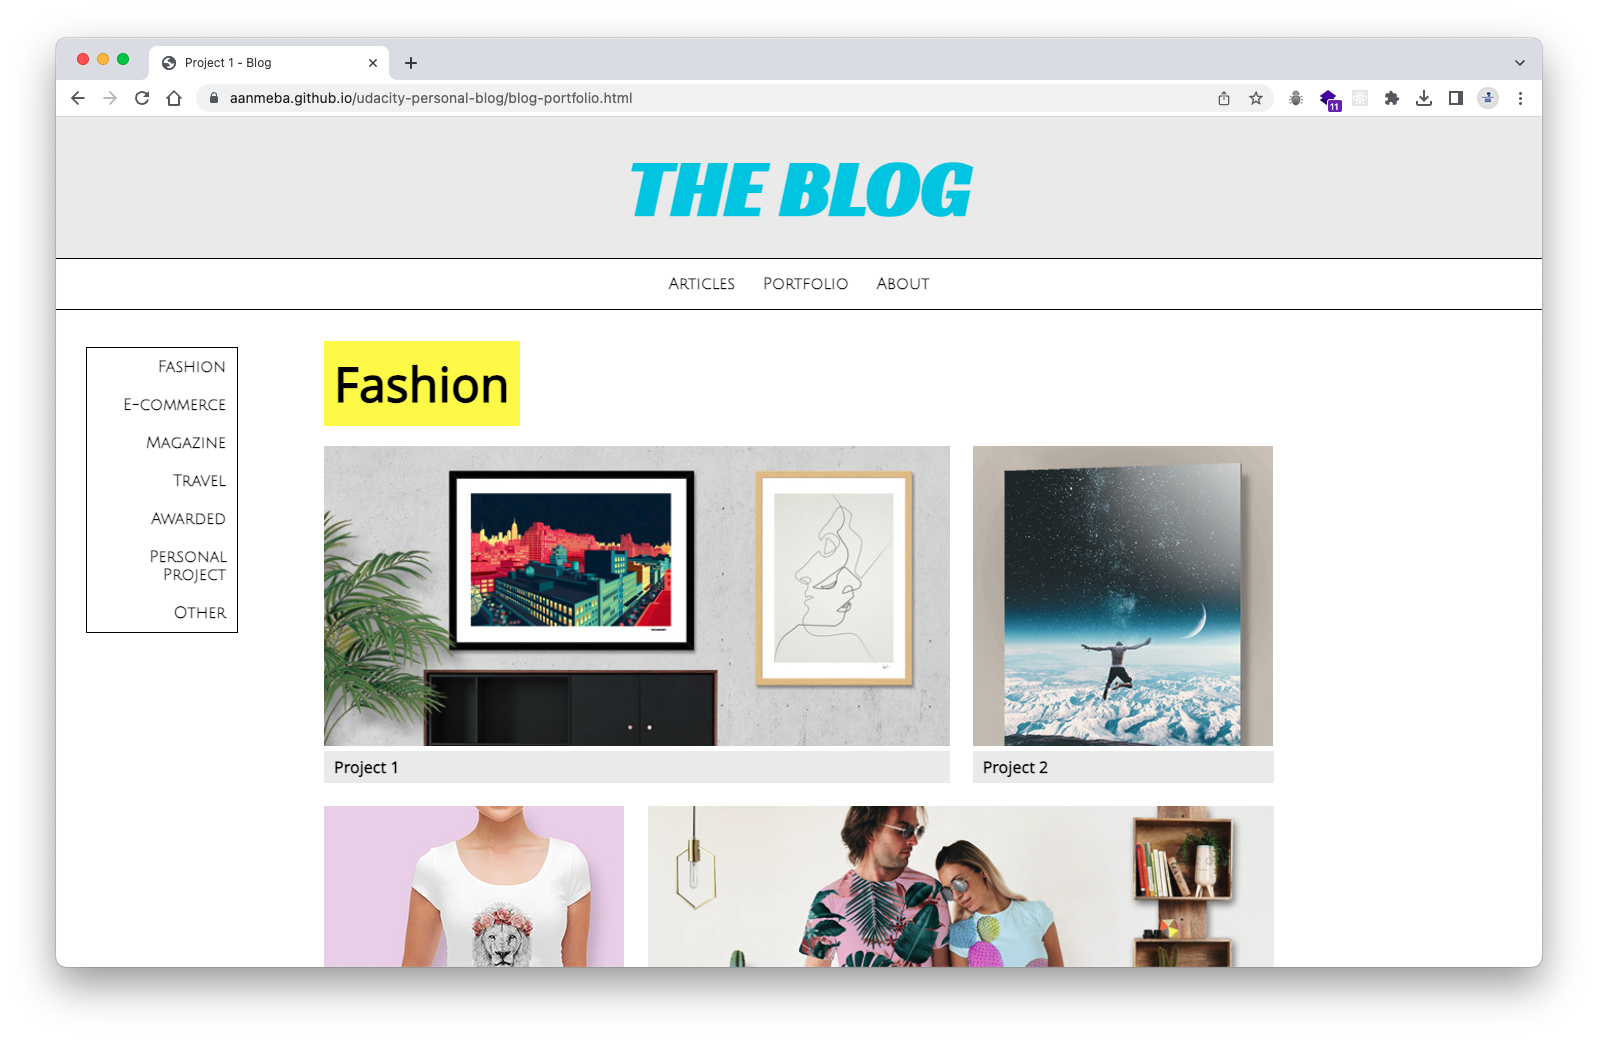 Project 1 - Blog
aanmeba.github.io/udacity-personal-blog/blog-portfolio.html
11
THE BLOG
Articles Portfolio About
Fashion
E-commerce
Magazine
Travel
Awarded
Personal
Project
Other
Fashion
Project 1
Project 2